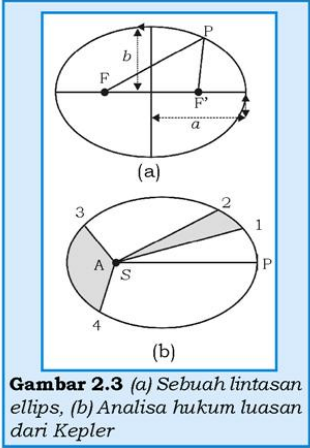 P
b
F
F'
a
(a)
3
2
1
A
S
P
4
(b)
Gambar 2.3 (a) Sebuah lintasan
ellips, (b) Analisa hukum luasan
dari Kepler